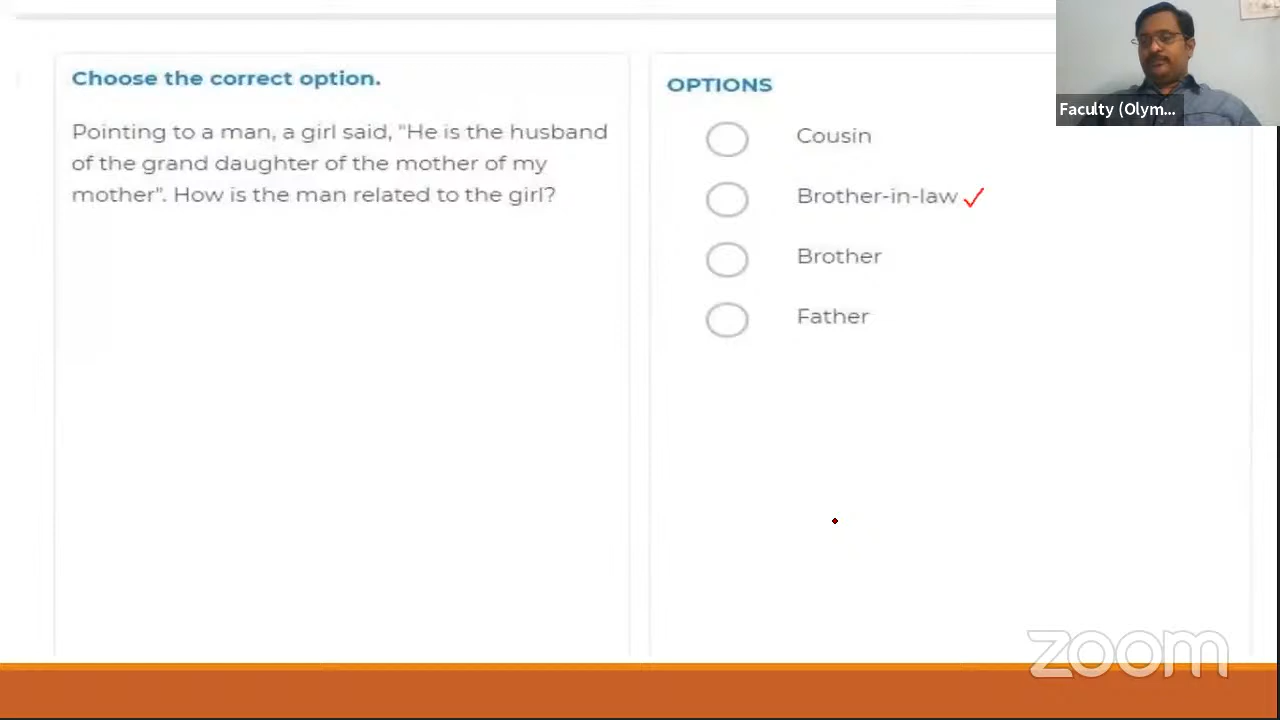 Choose the correct option.
Pointing to a man, a girl said, "He is the husband
of the grand daughter of the mother of my
mother". How is the man related to the girl?
OPTIONS
Cousin
Brother-in-law
Brother
Father
Faculty (Olym...
zoom